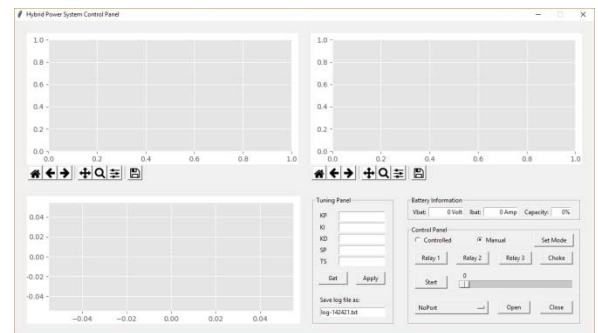 Hybrid Power System Control Panel
1.0
0.8
0.6
0.4
0.2
0.0
0.0 0.2 0.4 0.6 0.8 1.0
1.0
0.8
0.6
0.4
0.2
0.0
0.0 0.2 0.4 0.6 0.8 1.0
0.04
0.02
0.00
-0.02
-0.04
-0.04 -0.02 0.00 0.02 0.04
Tuning Panel
KP
KI
KD
SP
TS
Get Apply
Save log file as:
log-142421.txt
Battery Information
Vbat: 0 Volt Ibat: 0 Amp Capacity: 0%
Control Panel
Controlled Manual Set Mode
Relay 1 Relay 2 Relay 3 Choke
Start 0
NoPort Open Close